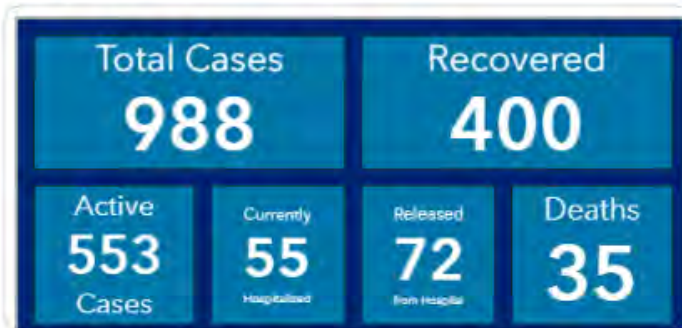 Total Cases
988
Recovered
400
Active
553
Cases
Currently
55
Hospitalized
Released
72
from Hospital
Deaths
35